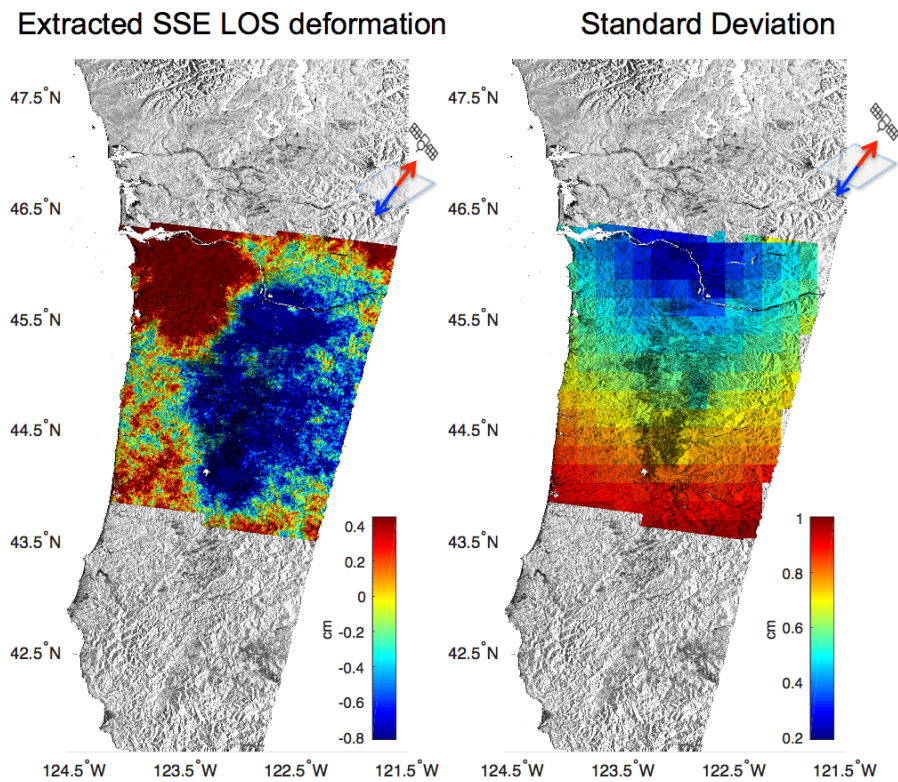 Extracted SSE LOS deformation
Standard Deviation
47.5°N
46.5°N
45.5°N
44.5°N
43.5°N
42.5°N
0.4
0.2
0
-0.2
-0.4
-0.6
-0.8
cm
124.5°W 123.5°W 122.5°W 121.5°W
47.5°N
46.5°N
45.5°N
44.5°N
43.5°N
42.5°N
1
0.8
0.6
0.4
0.2
cm
124.5°W 123.5°W 122.5°W 121.5°W